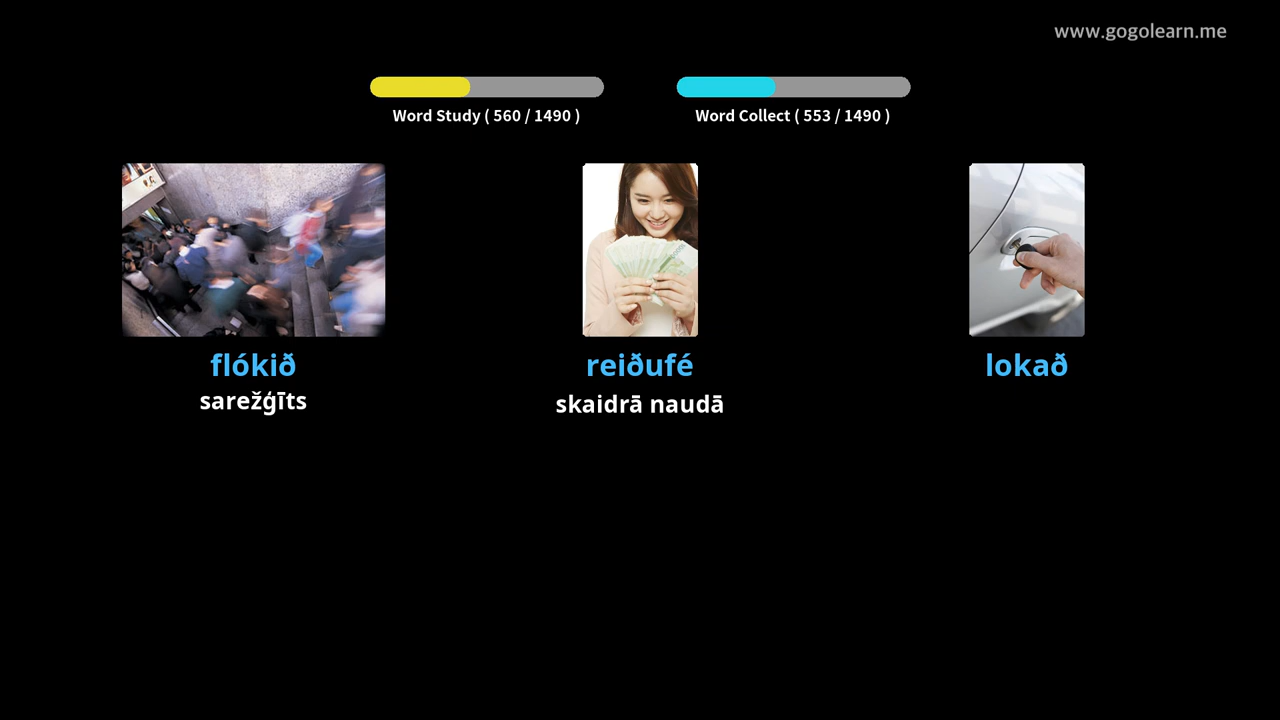 www.gogolearn.me
Word Study ( 560 / 1490 )
Word Collect ( 553 / 1490 )
flókið
reiðufé
lokað
sarežģīts
skaidrā naudā